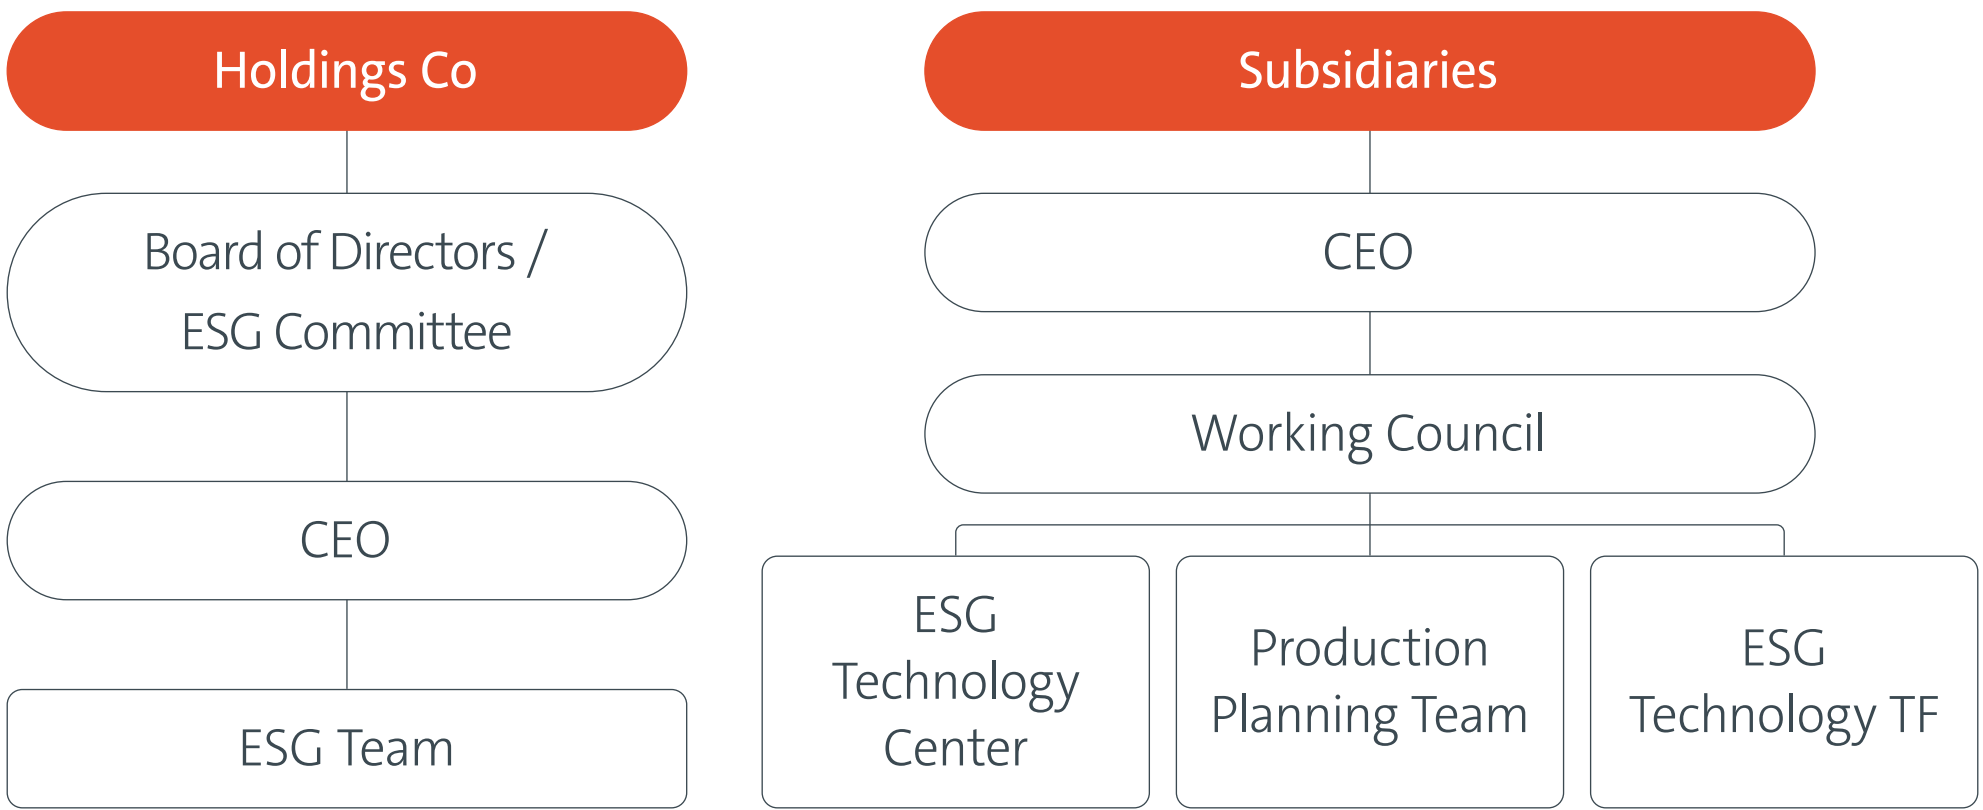 Holdings Co
Board of Directors /
ESG Committee
CEO
ESG Team
Subsidiaries
CEO
Working Council
ESG
Technology
Center
Production
Planning Team
ESG
Technology TF